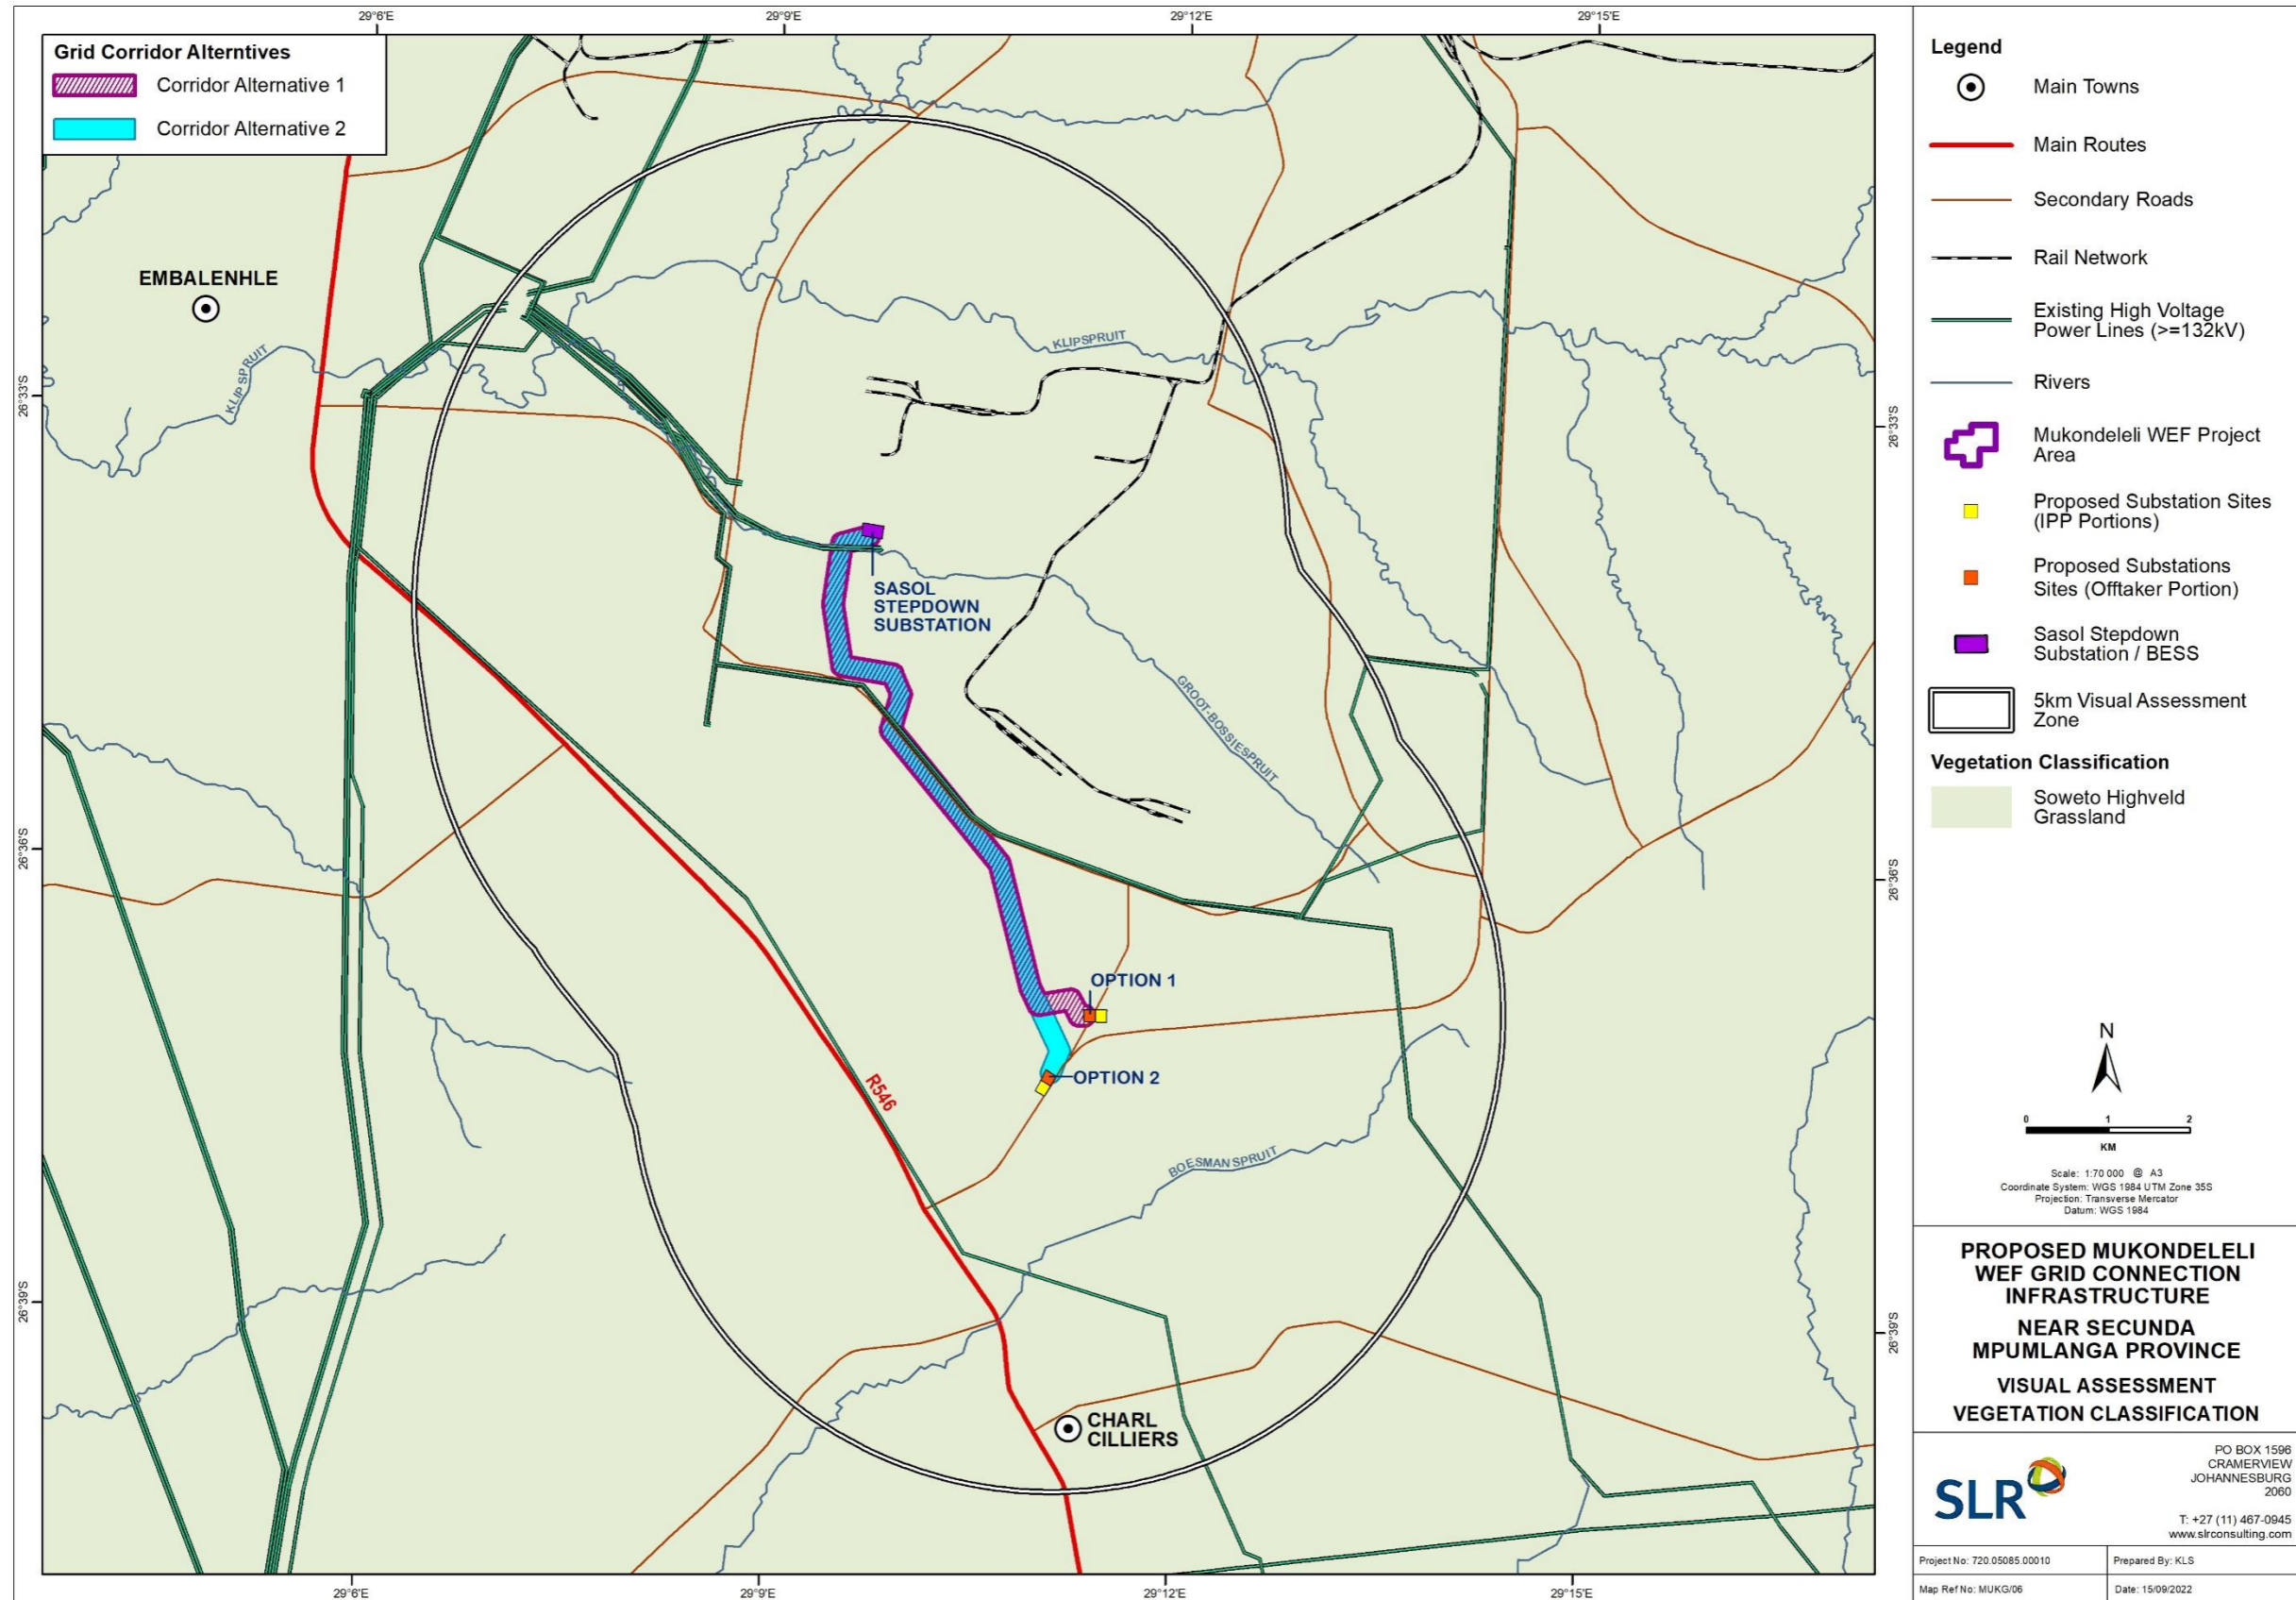 29°6'E
29°9'E
29°12'E
29°15'E
Grid Corridor Alterntives
Corridor Alternative 1
Corridor Alternative 2
EMBALENHLE
KLIPSPRUIT
KLIPSPRUIT
26°33'S
26°33'S
SASOL
STEPDOWN
SUBSTATION
GROOT-BOSSIESPRUIT
26°36'S
26°36'S
OPTION 1
OPTION 2
R546
BOESMANSPRUIT
26°39'S
26°39'S
CHARL
CILLIERS
29°6'E
29°9'E
29°12'E
29°15'E
Legend
Main Towns
Main Routes
Secondary Roads
Rail Network
Existing High Voltage
Power Lines (>=132kV)
Rivers
Mukondeleli WEF Project
Area
Proposed Substation Sites
(IPP Portions)
Proposed Substations
Sites (Offtaker Portion)
Sasol Stepdown
Substation / BESS
5km Visual Assessment
Zone
Vegetation Classification
Soweto Highveld
Grassland
N
0 1 2
KM
Scale: 1:70 000 @ A3
Coordinate System: WGS 1984 UTM Zone 35S
Projection: Transverse Mercator
Datum: WGS 1984
PROPOSED MUKONDELELI
WEF GRID CONNECTION
INFRASTRUCTURE
NEAR SECUNDA
MPUMLANGA PROVINCE
VISUAL ASSESSMENT
VEGETATION CLASSIFICATION
SLR
PO BOX 1596
CRAMERVIEW
JOHANNESBURG
2060
T: +27 (11) 467-0945
www.slrconsulting.com
Project No: 720.05085.00010
Prepared By: KLS
Map Ref No: MUKG/06
Date: 15/09/2022